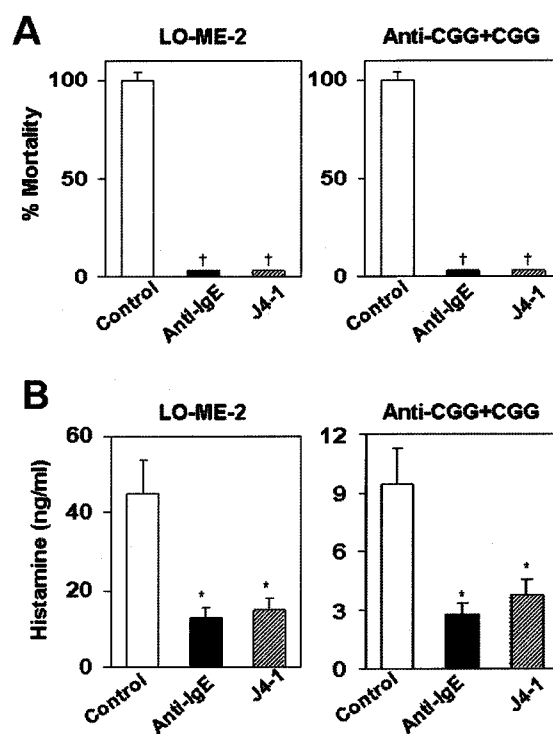 A
LO-ME-2
Anti-CGG+CGG
% Mortality
100
50
0
100
50
0
†
†
†
†
Control
Anti-IgE
J4-1
Control
Anti-IgE
J4-1
B
LO-ME-2
Anti-CGG+CGG
Histamine (ng/ml)
60
40
20
0
12
9
6
3
0
*
*
*
*
Control
Anti-IgE
J4-1
Control
Anti-IgE
J4-1